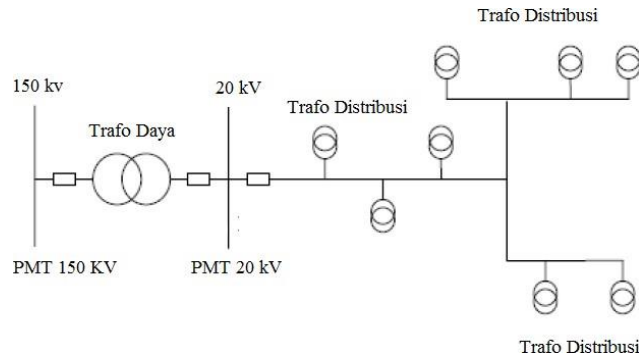 Trafo Distribusi
150 kv
20 kV
Trafo Daya
Trafo Distribusi
PMT 150 KV
PMT 20 kV
Trafo Distribusi